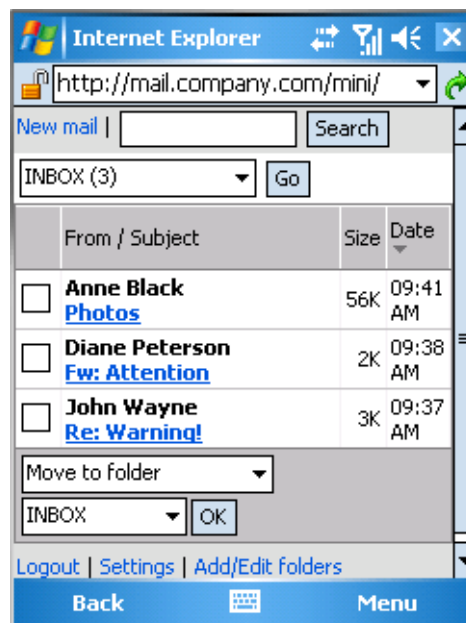 Internet Explorer
http://mail.company.com/mini/
New mail | Search
INBOX (3) Go
From / Subject Size Date
Anne Black 56K 09:41 AM
Photos
Diane Peterson 2K 09:38 AM
Fw: Attention
John Wayne 3K 09:37 AM
Re: Warning!
Move to folder
INBOX OK
Logout | Settings | Add/Edit folders
Back Menu